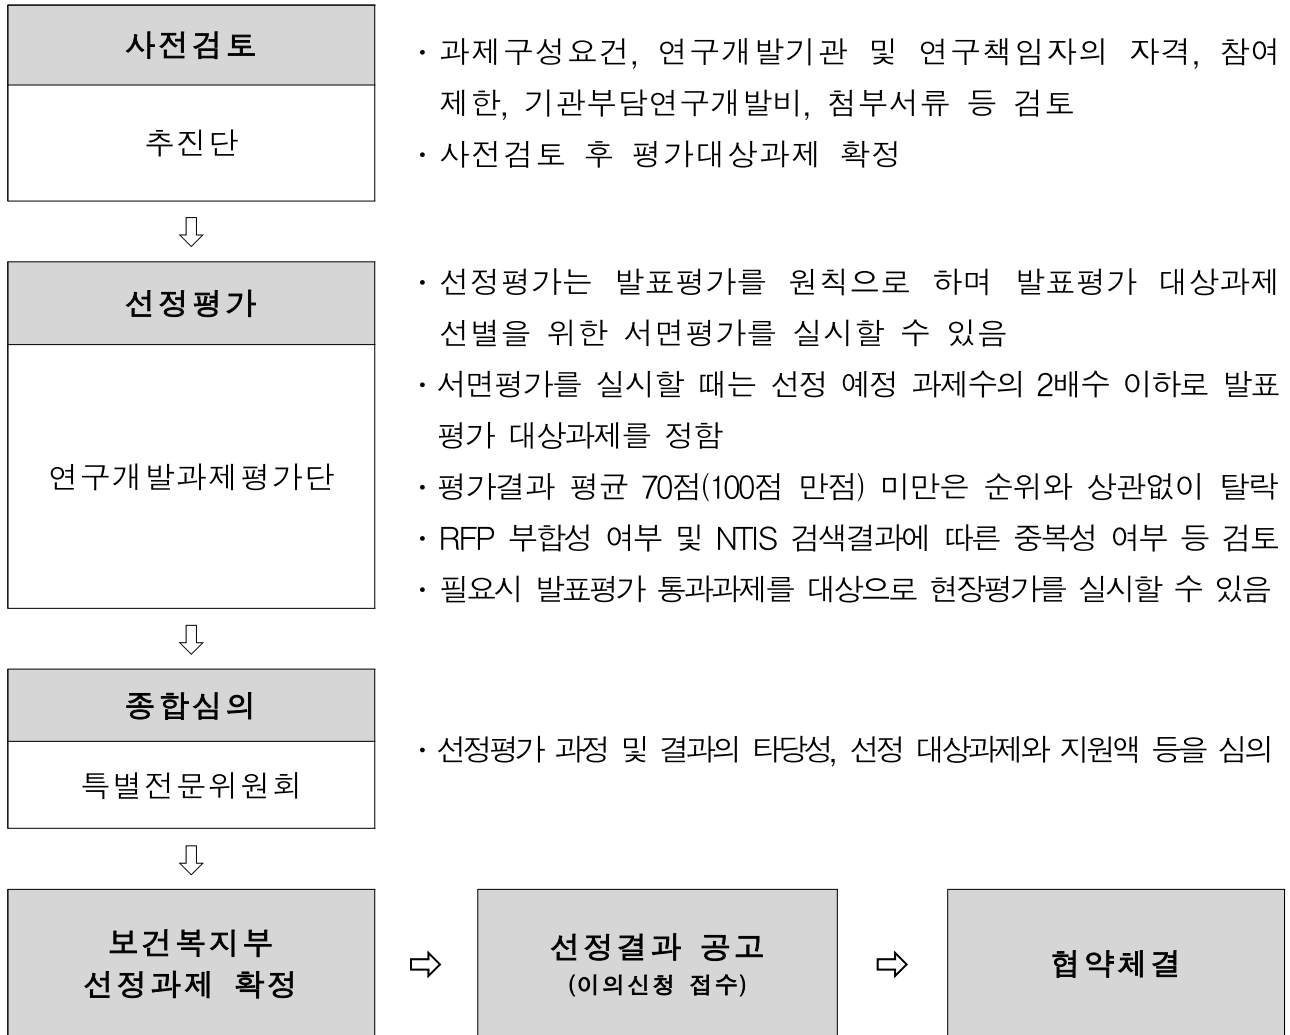 사전검토
추진단
· 과제구성요건, 연구개발기관 및 연구책임자의 자격, 참여
제한, 기관부담연구개발비, 첨부서류 등 검토
· 사전검토 후 평가대상과제 확정
⇩
선정평가
연구개발과제평가단
· 선정평가는 발표평가를 원칙으로 하며 발표평가 대상과제
선별을 위한 서면평가를 실시할 수 있음
· 서면평가를 실시할 때는 선정 예정 과제수의 2배수 이하로 발표
평가 대상과제를 정함
· 평가결과 평균 70점(100점 만점) 미만은 순위와 상관없이 탈락
· RFP 부합성 여부 및 NTIS 검색결과에 따른 중복성 여부 등 검토
· 필요시 발표평가 통과과제를 대상으로 현장평가를 실시할 수 있음
⇩
종합심의
특별전문위원회
· 선정평가 과정 및 결과의 타당성, 선정 대상과제와 지원액 등을 심의
⇩
보건복지부
선정과제 확정
⇨
선정결과 공고
(이의신청 접수)
⇨
협약체결